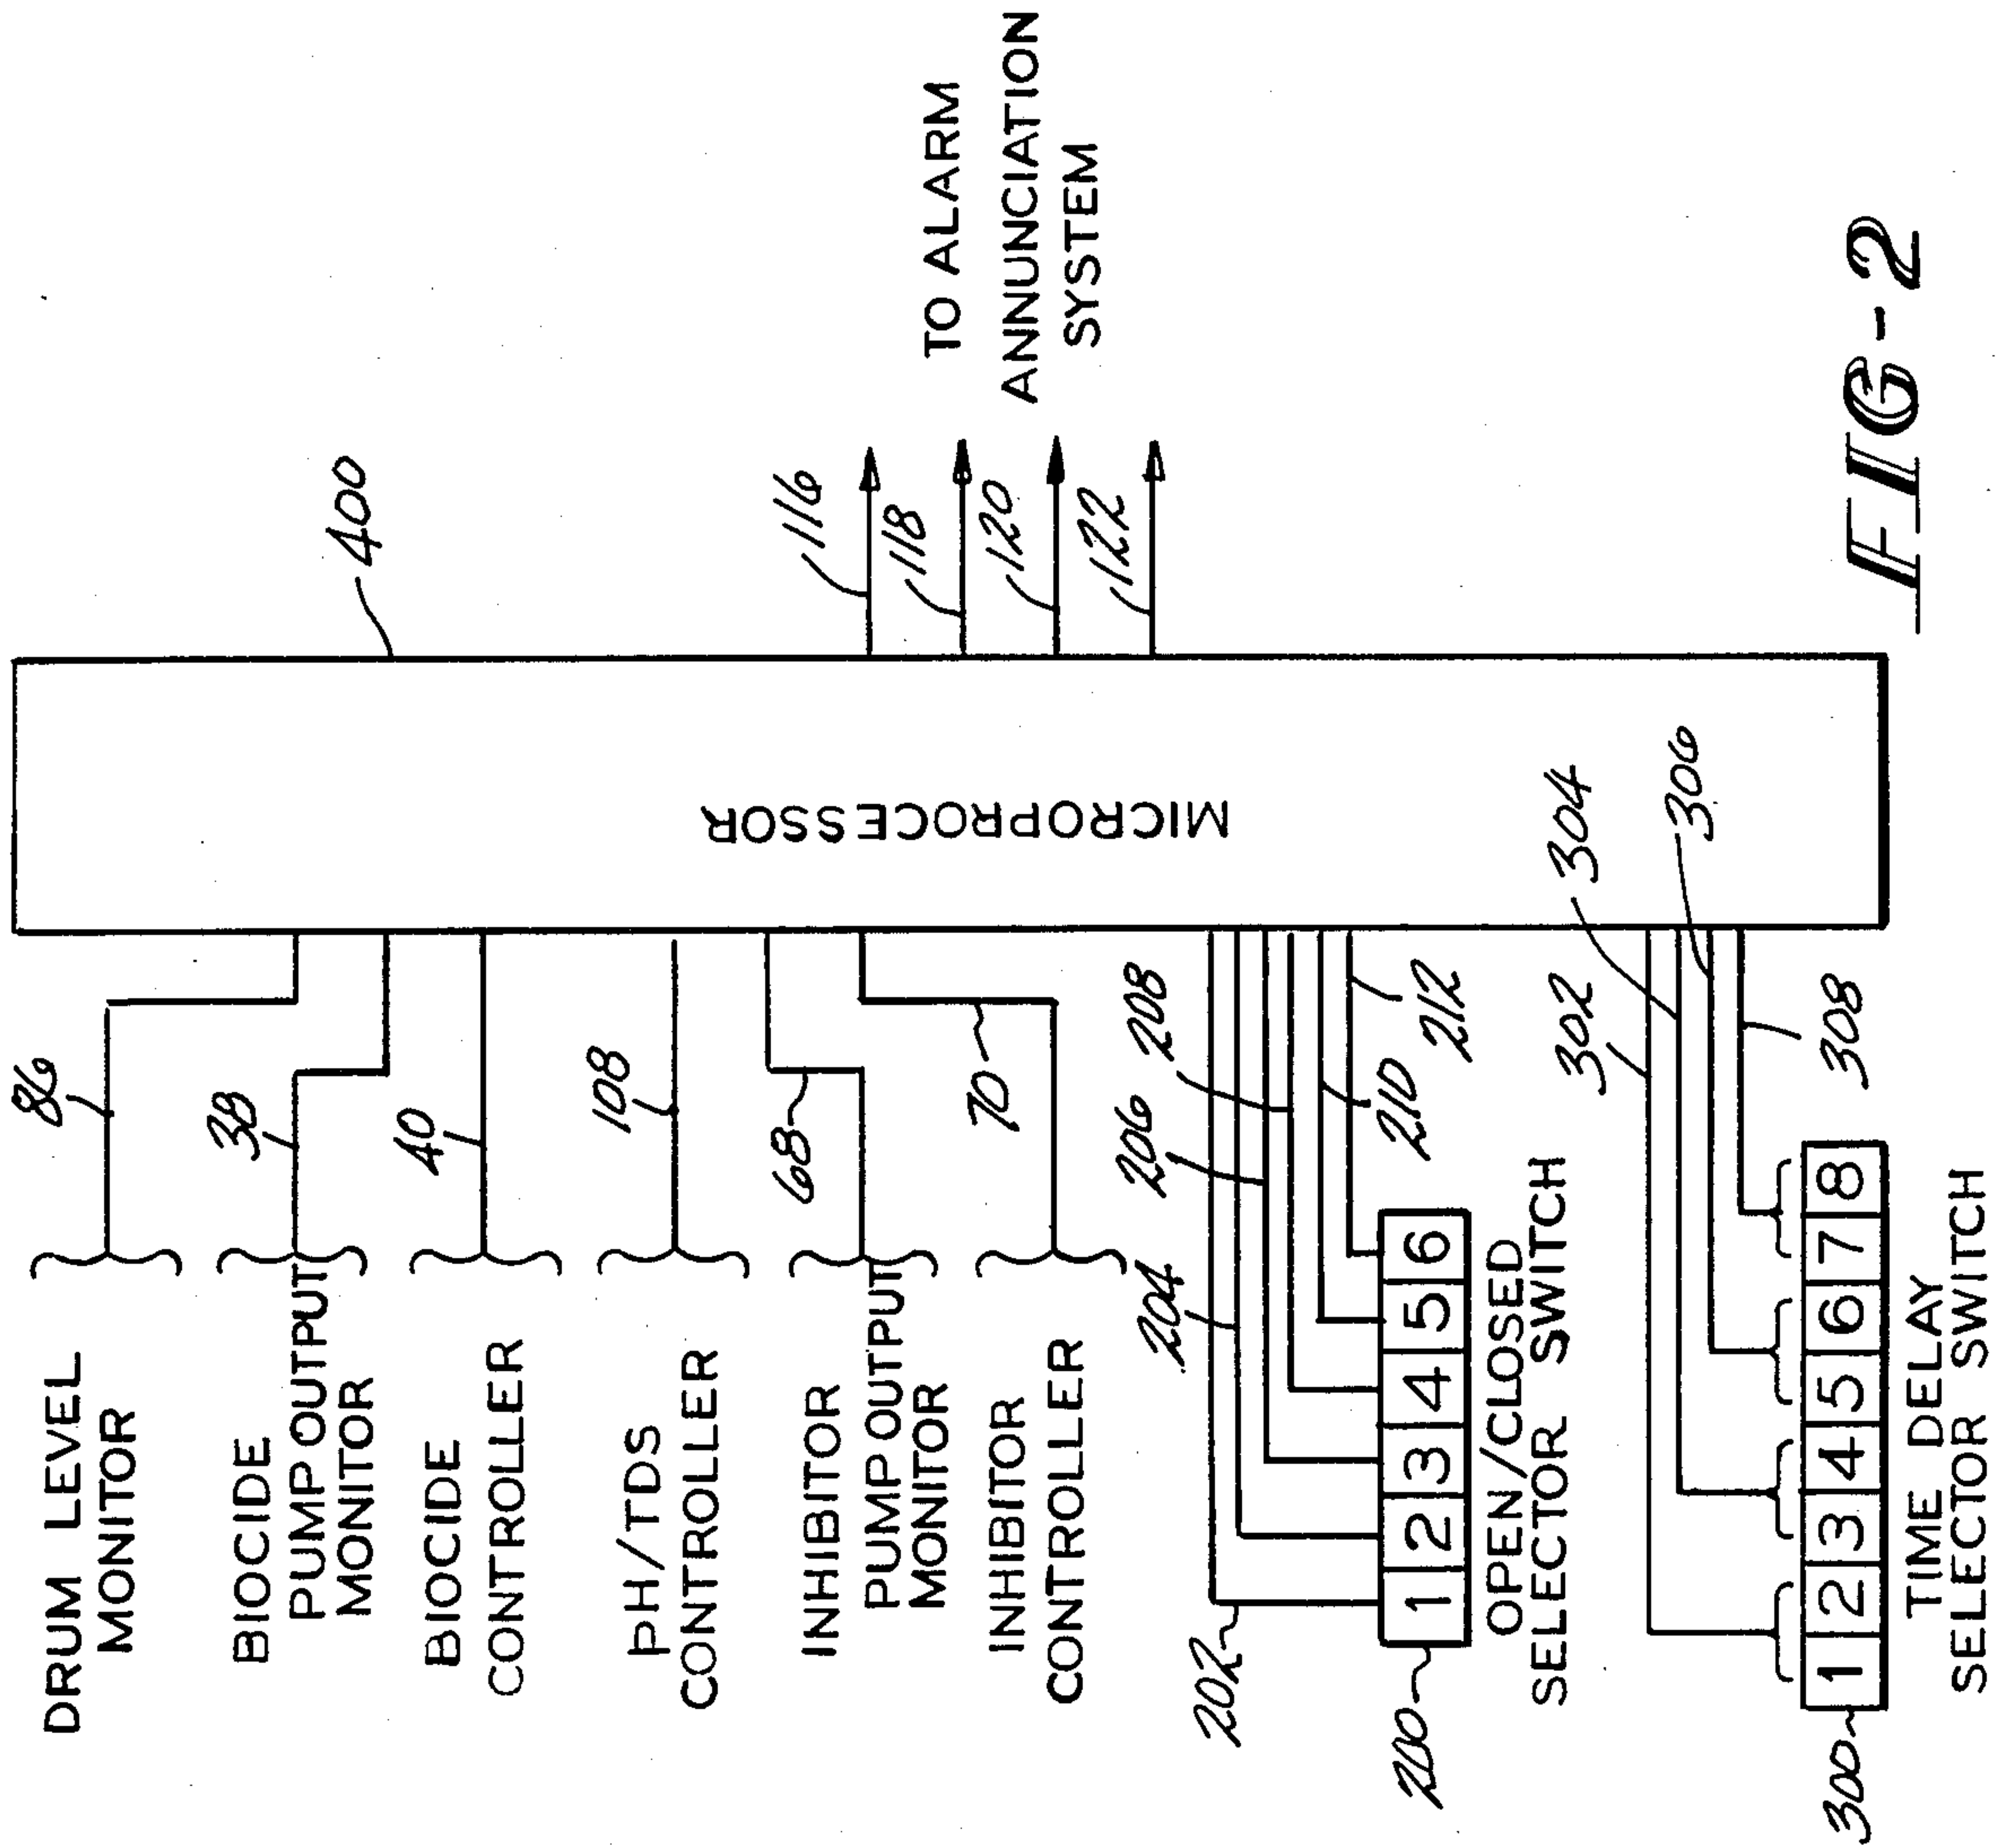 DRUM LEVEL
MONITOR
86
BIOCIDE
PUMP OUTPUT
MONITOR
38
BIOCIDE
CONTROLLER
40
pH/TDS
CONTROLLER
108
INHIBITOR
PUMP OUTPUT
MONITOR
68
INHIBITOR
CONTROLLER
70
MICROPROCESSOR
400
116
118
120
122
TO ALARM
ANNUNCIATION
SYSTEM
202
204
206
208
210
212
200
1 2 3 4 5 6
OPEN/CLOSED
SELECTOR SWITCH
302
304
306
308
300
1 2 3 4 5 6 7 8
TIME DELAY
SELECTOR SWITCH
FIG-2